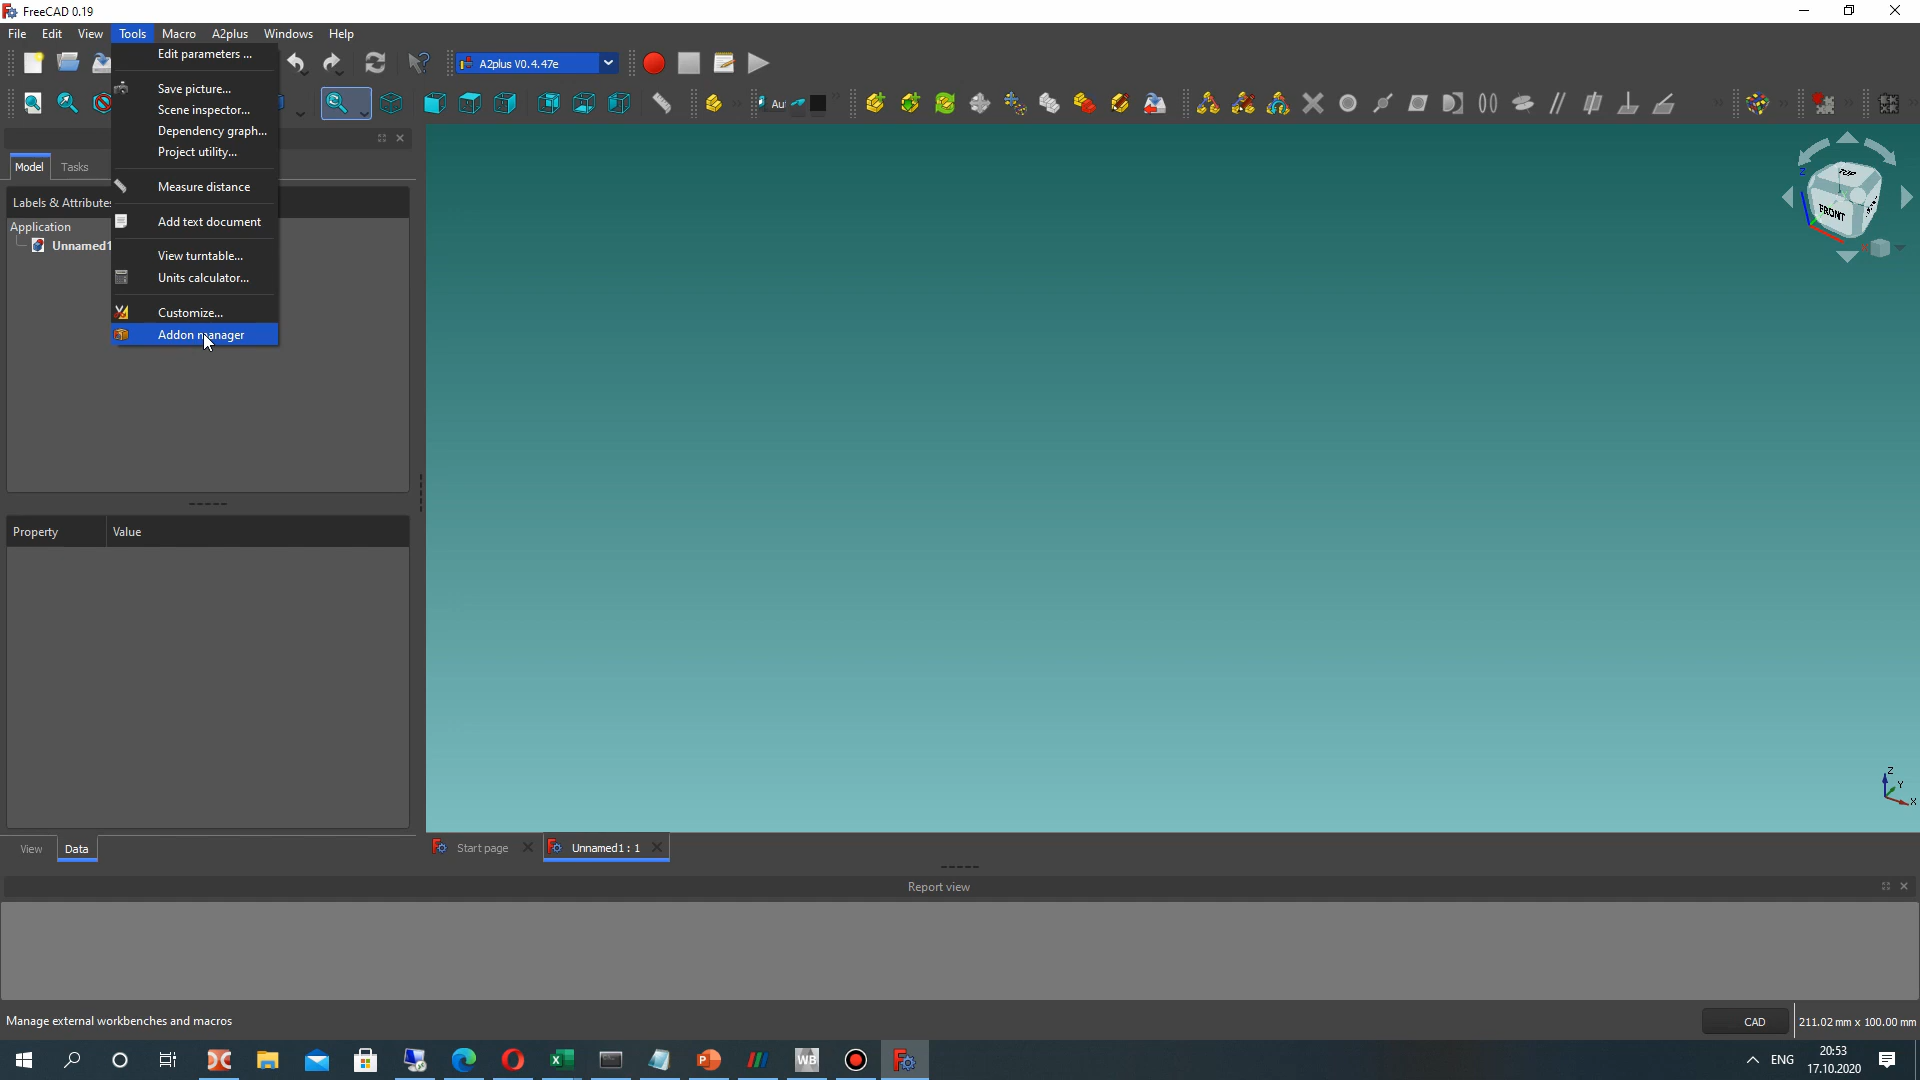 FreeCAD 0.19
File Edit View Tools Macro A2plus Windows Help
Edit parameters ...
A2plus V0.4.47e
Save picture...
Scene inspector...
Dependency graph...
Project utility...
Measure distance
Add text document
View turntable...
Units calculator...
Customize...
Addon manager
Model Tasks
Labels & Attributes
Application
Unnamed1
TOP
FRONT
Z
Property Value
Z
Y
X
View Data
Start page
Unnamed1 : 1
Report view
Manage external workbenches and macros
CAD
211.02 mm x 100.00 mm
WB
ENG
20:53
17.10.2020